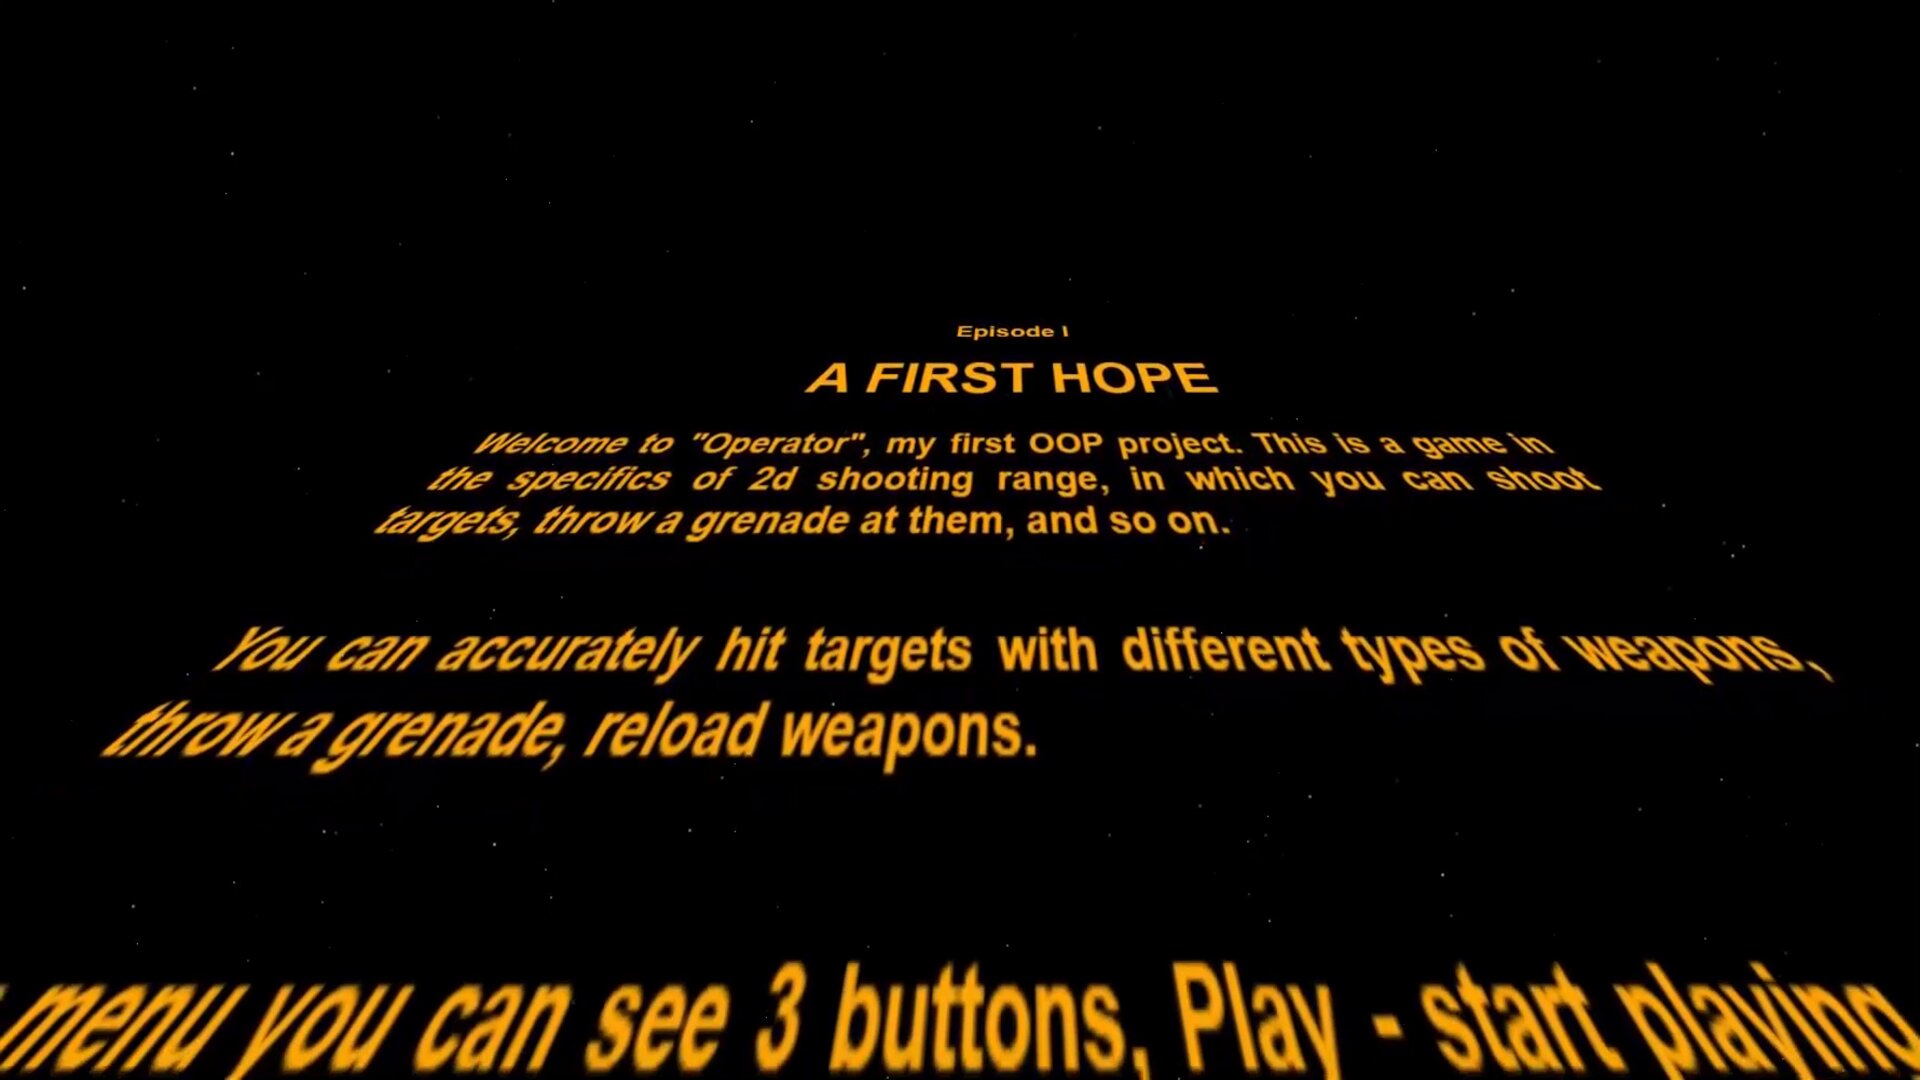 Episode I
A FIRST HOPE
Welcome to "Operator", my first OOP project. This is a game in
the specifics of 2d shooting range, in which you can shoot
targets, throw a grenade at them, and so on.
You can accurately hit targets with different types of weapons,
throw a grenade, reload weapons.
menu you can see 3 buttons, Play - start playing